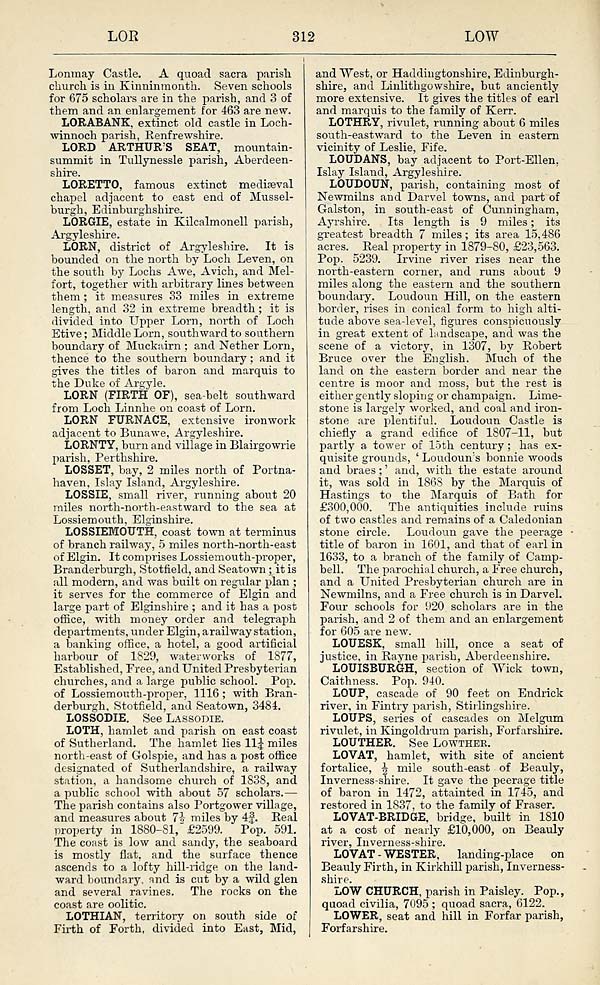 LOR 312 LOW
Lonmay Castle. A quoad sacra parish
church is in Kinninmonth. Seven schools
for 675 scholars are in the parish, and 3 of
them and an enlargement for 463 are new.
LORABANK, extinct old castle in Loch-
winnoch parish, Renfrewshire.
LORD ARTHUR'S SEAT, mountain-
summit in Tullynessle parish, Aberdeen-
shire.
LORETTO, famous extinct mediæval
chapel adjacent to east end of Mussel-
burgh, Edinburghshire.
LORGIE, estate in Kilcalmonell parish,
Argyleshire.
LORN, district of Argyleshire. It is
bounded on the north by Loch Leven, on
the south by Lochs Awe, Avich, and Mel-
fort, together with arbitrary lines between
them; it measures 33 miles in extreme
length, and 32 in extreme breadth; it is
divided into Upper Lorn, north of Loch
Etive; Middle Lorn, southward to southern
boundary of Muckairn; and Nether Lorn,
thence to the southern boundary; and it
gives the titles of baron and marquis to
the Duke of Argyle.
LORN (FIRTH OF), sea-belt southward
from Loch Linnhe on coast of Lorn.
LORN FURNACE, extensive ironwork
adjacent to Bunawe, Argyleshire.
LORNTY, burn and village in Blairgowrie
parish, Perthshire.
LOSSET, bay, 2 miles north of Portna-
haven, Islay Island, Argyleshire.
LOSSIE, small river, running about 20
miles north-north-eastward to the sea at
Lossiemouth, Elginshire.
LOSSIEMOUTH, coast town at terminus
of branch railway, 5 miles north-north-east
of Elgin. It comprises Lossiemouth-proper,
Branderburgh, Stotfield, and Seatown; it is
all modern, and was built on regular plan;
it serves for the commerce of Elgin and
large part of Elginshire; and it has a post
office, with money order and telegraph
departments, under Elgin, a railway station,
a banking office, a hotel, a good artificial
harbour of 1829, waterworks of 1877,
Established, Free, and United Presbyterian
churches, and a large public school. Pop.
of Lossiemouth-proper, 1116; with Bran-
derburgh, Stotfield, and Seatown, 3484.
LOSSODIE. See LASSODIE.
LOTH, hamlet and parish on east coast
of Sutherland. The hamlet lies 11¼ miles
north-east of Golspie, and has a post office
designated of Sutherlandshire, a railway
station, a handsome church of 1838, and
a public school with about 57 scholars.—
The parish contains also Portgower village,
and measures about 7½ miles by 4¾. Real
property in 1880-81, £2599. Pop. 591.
The coast is low and sandy, the seaboard
is mostly flat, and the surface thence
ascends to a lofty hill-ridge on the land-
ward boundary, and is cut by a wild glen
and several ravines. The rocks on the
coast are oolitic.
LOTHIAN, territory on south side of
Firth of Forth, divided into East, Mid,
and West, or Haddingtonshire, Edinburgh-
shire, and Linlithgowshire, but anciently
more extensive. It gives the titles of earl
and marquis to the family of Kerr.
LOTHRY, rivulet, running about 6 miles
south-eastward to the Leven in eastern
vicinity of Leslie, Fife.
LOUDANS, bay adjacent to Port-Ellen,
Islay Island, Argyleshire.
LOUDOUN, parish, containing most of
Newmilns and Darvel towns, and part of
Galston, in south-east of Cunningham,
Ayrshire. Its length is 9 miles; its
greatest breadth 7 miles; its area 15,486
acres. Real property in 1879-80, £23,563.
Pop. 5239. Irvine river rises near the
north-eastern corner, and runs about 9
miles along the eastern and the southern
boundary. Loudoun Hill, on the eastern
border, rises in conical form to high alti-
tude above sea-level, figures conspicuously
in great extent of landscape, and was the
scene of a victory, in 1307, by Robert
Bruce over the English. Much of the
land on the eastern border and near the
centre is moor and moss, but the rest is
either gently sloping or champaign. Lime-
stone is largely worked, and coal and iron-
stone are plentiful. Loudoun Castle is
chiefly a grand edifice of 1807-11, but
partly a tower of 15th century; has ex-
quisite grounds, 'Loudoun's bonnie woods
and braes;' and, with the estate around
it, was sold in 1868 by the Marquis of
Hastings to the Marquis of Bath for
£300,000. The antiquities include ruins
of two castles and remains of a Caledonian
stone circle. Loudoun gave the peerage
title of baron in 1601, and that of earl in
1633, to a branch of the family of Camp-
bell. The parochial church, a Free church,
and a United Presbyterian church are in
Newmilns, and a Free church is in Darvel.
Four schools for 920 scholars are in the
parish, and 2 of them and an enlargement
for 605 are new.
LOUESK, small hill, once a seat of
justice, in Rayne parish, Aberdeenshire.
LOUISBURGH, section of Wick town,
Caithness. Pop. 940.
LOUP, cascade of 90 feet on Endrick
river, in Fintry parish, Stirlingshire.
LOUPS, series of cascades on Melgum
rivulet, in Kingoldrum parish, Forfarshire.
LOUTHER. See LOWTHER.
LOVAT, hamlet, with site of ancient
fortalice, ½ mile south-east of Beauly,
Inverness-shire. It gave the peerage title
of baron in 1472, attainted in 1745, and
restored in 1837, to the family of Fraser.
LOVAT-BRIDGE, bridge, built in 1810
at a cost of nearly £10,000, on Beauly
river, Inverness-shire.
LOVAT-WESTER, landing-place on
Beauly Firth, in Kirkhill parish, Inverness-
shire.
LOW CHURCH, parish in Paisley. Pop.,
quoad civilia, 7095; quoad sacra, 6122.
LOWER, seat and hill in Forfar parish,
Forfarshire.